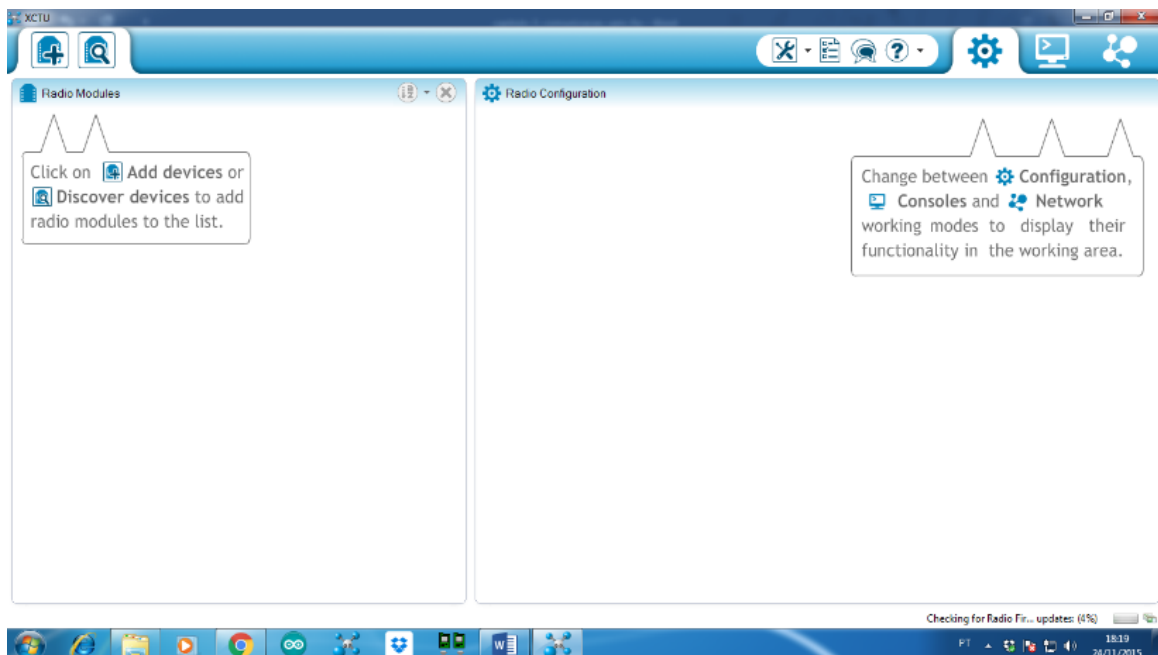 XCTU
Radio Modules
Radio Configuration
Click on Add devices or
Discover devices to add
radio modules to the list.
Change between Configuration,
Consoles and Network
working modes to display their
functionality in the working area.
Checking for Radio Fir... updates: (4%)
PT
18:19
24/11/2015